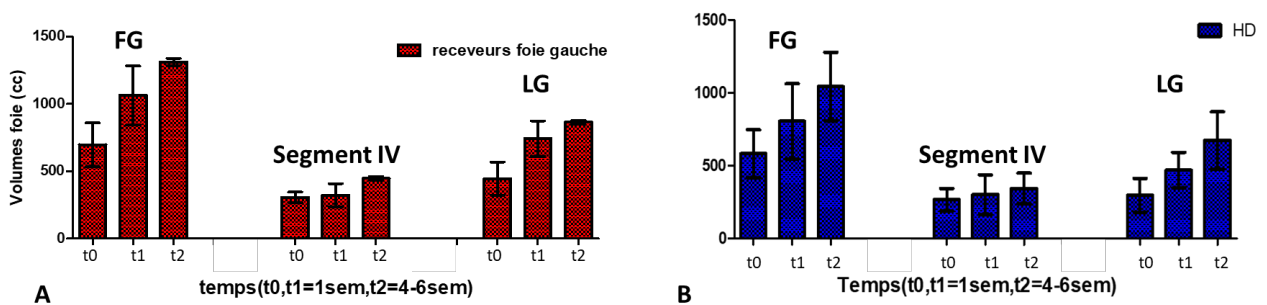 1500
1000
500
0
Volumes foie (cc)
FG
receveurs foie gauche
LG
Segment IV
t0 t1 t2 t0 t1 t2 t0 t1 t2
temps(t0,t1=1sem,t2=4-6sem)
A
1500
1000
500
0
FG
HD
LG
Segment IV
t0 t1 t2 t0 t1 t2 t0 t1 t2
Temps(t0,t1=1sem,t2=4-6sem)
B